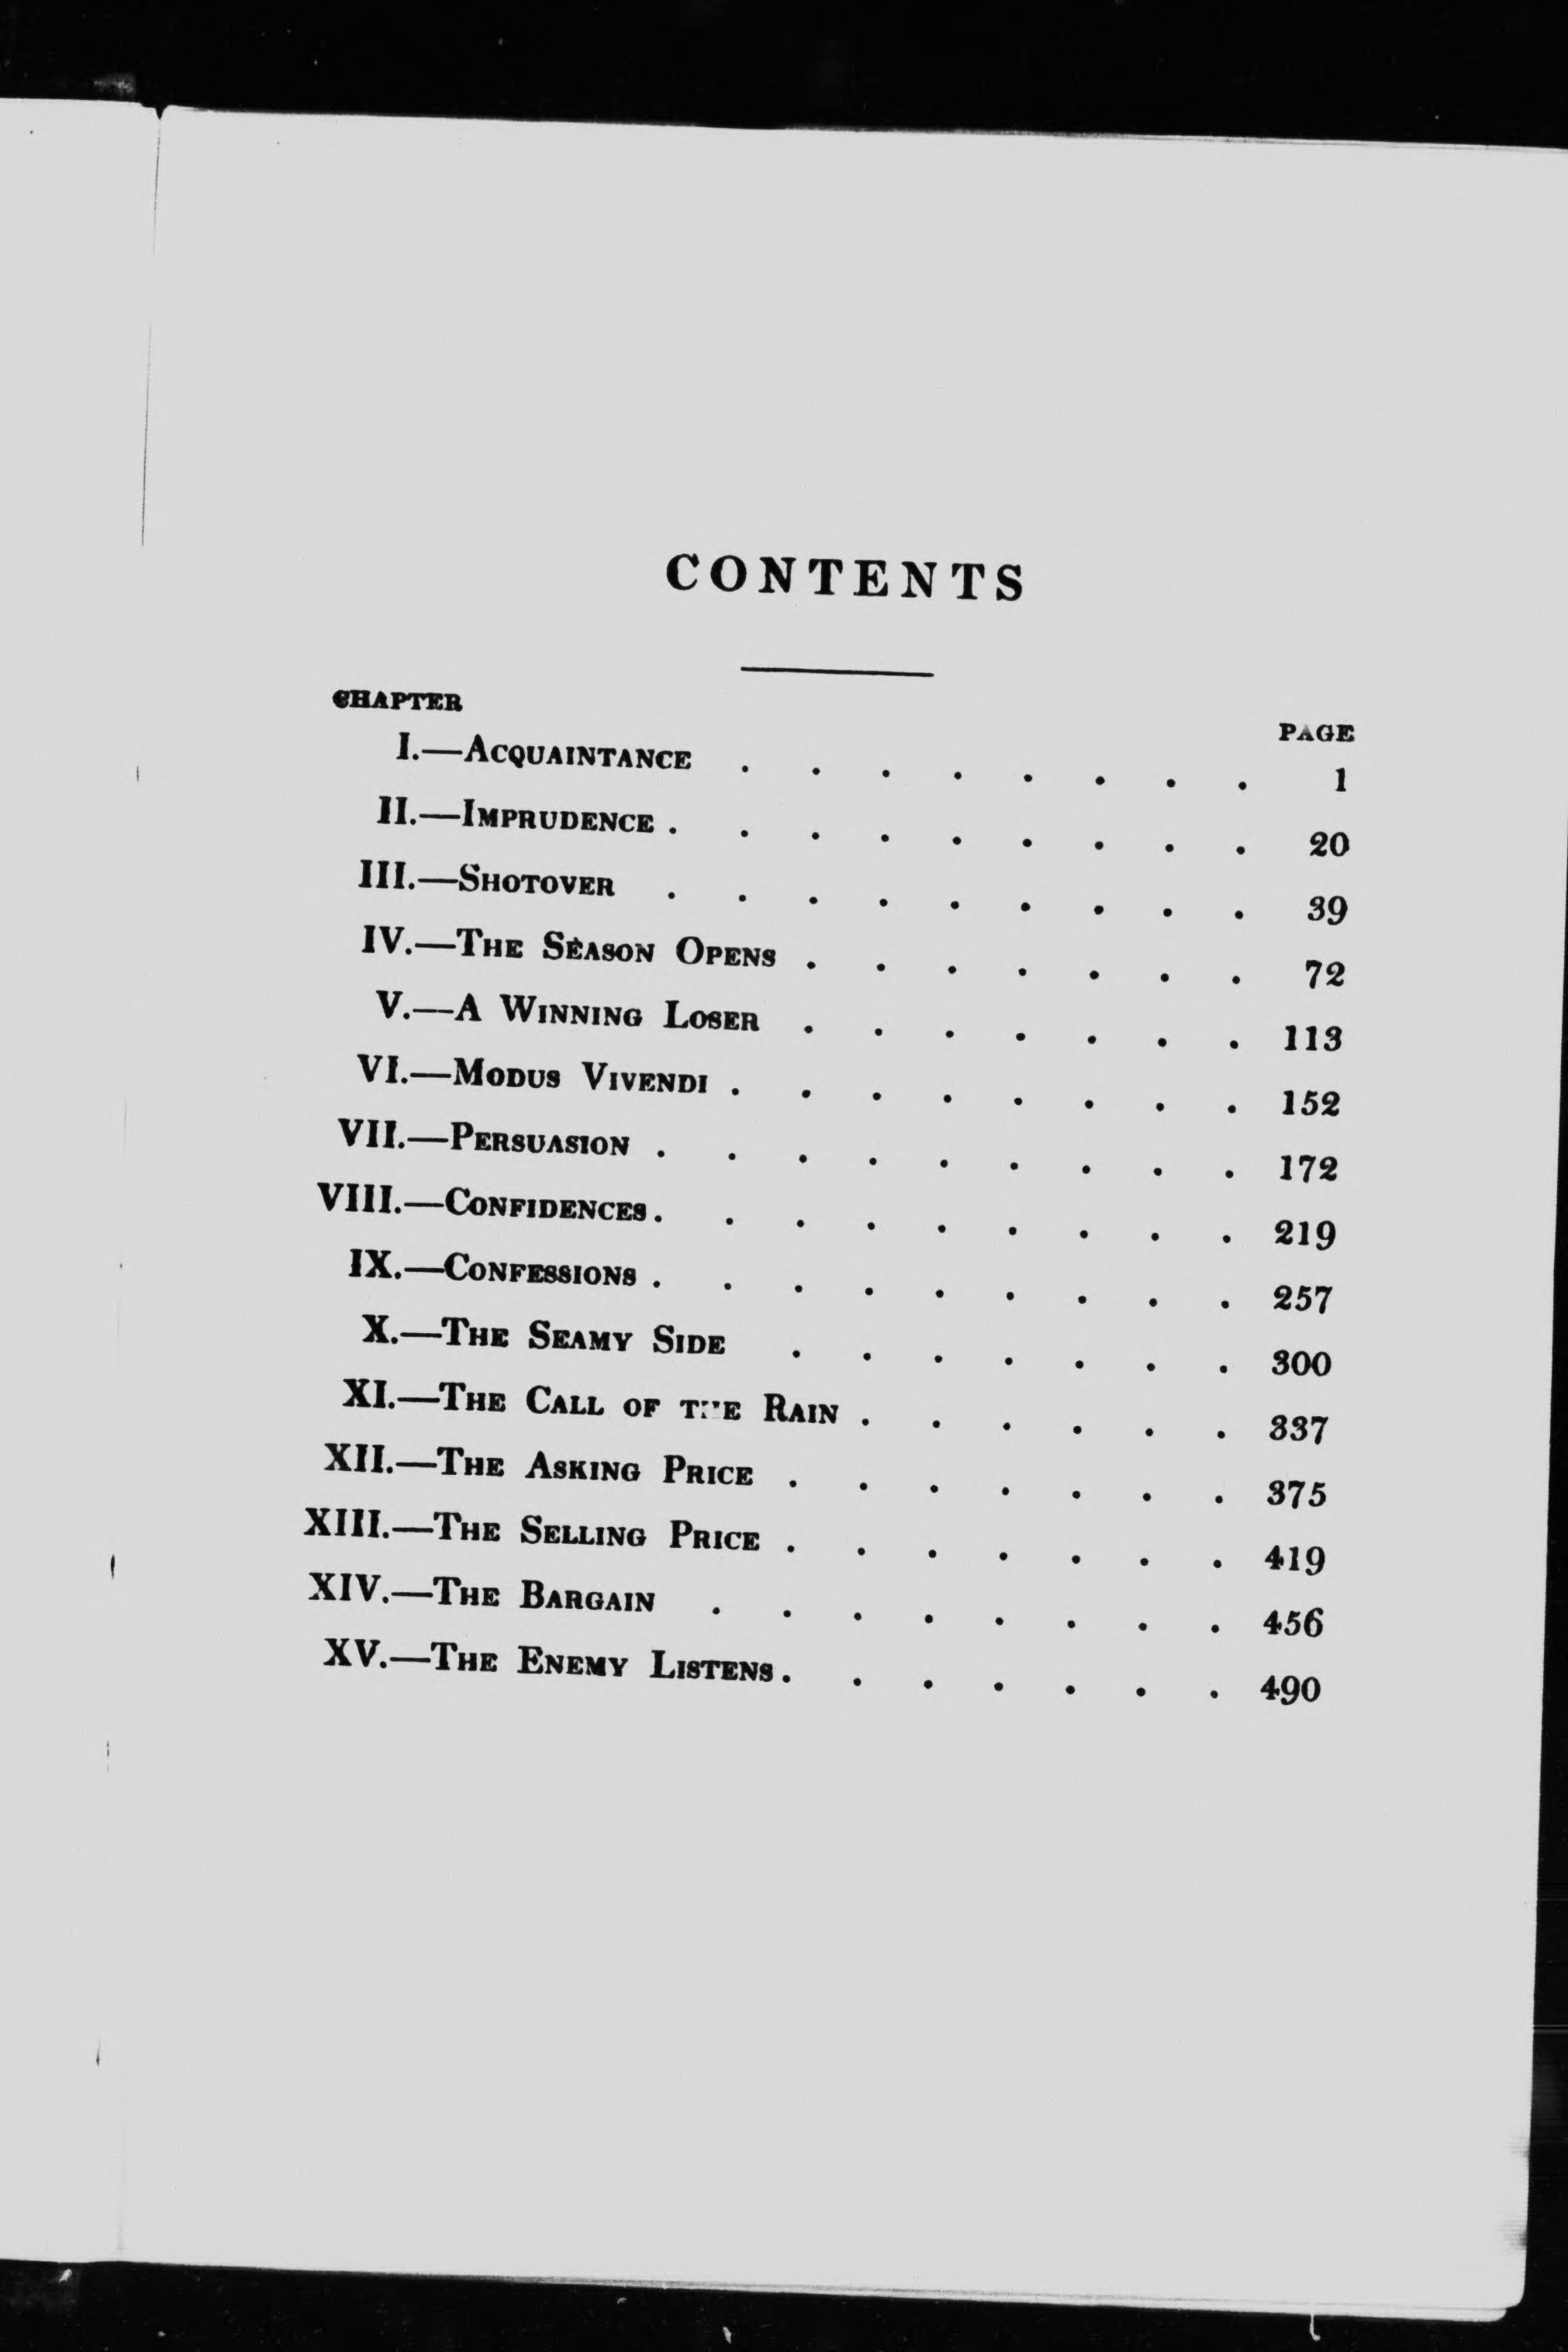 CONTENTS
CHAPTER PAGE
I.—ACQUAINTANCE . . . . . . . . 1
II.—IMPRUDENCE . . . . . . . . . 20
III.—SHOTOVER . . . . . . . . . 39
IV.—THE SEASON OPENS . . . . . . . 72
V.—A WINNING LOSER . . . . . . . 113
VI.—MODUS VIVENDI . . . . . . . . 152
VII.—PERSUASION . . . . . . . . . 172
VIII.—CONFIDENCES . . . . . . . . . 219
IX.—CONFESSIONS . . . . . . . . . 257
X.—THE SEAMY SIDE . . . . . . . 300
XI.—THE CALL OF THE RAIN . . . . . . 337
XII.—THE ASKING PRICE . . . . . . . 375
XIII.—THE SELLING PRICE . . . . . . . 419
XIV.—THE BARGAIN . . . . . . . . 456
XV.—THE ENEMY LISTENS . . . . . . . 490